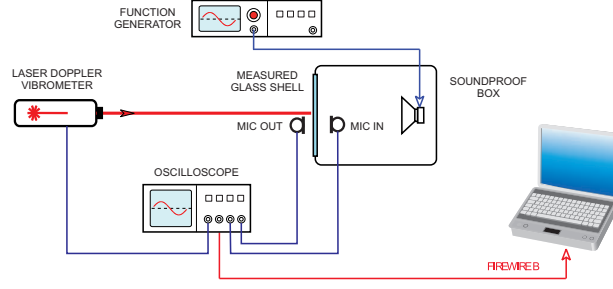 FUNCTION
GENERATOR
LASER DOPPLER
VIBROMETER
MEASURED
GLASS SHELL
SOUNDPROOF
BOX
MIC OUT
MIC IN
OSCILLOSCOPE
FIREWIRE B